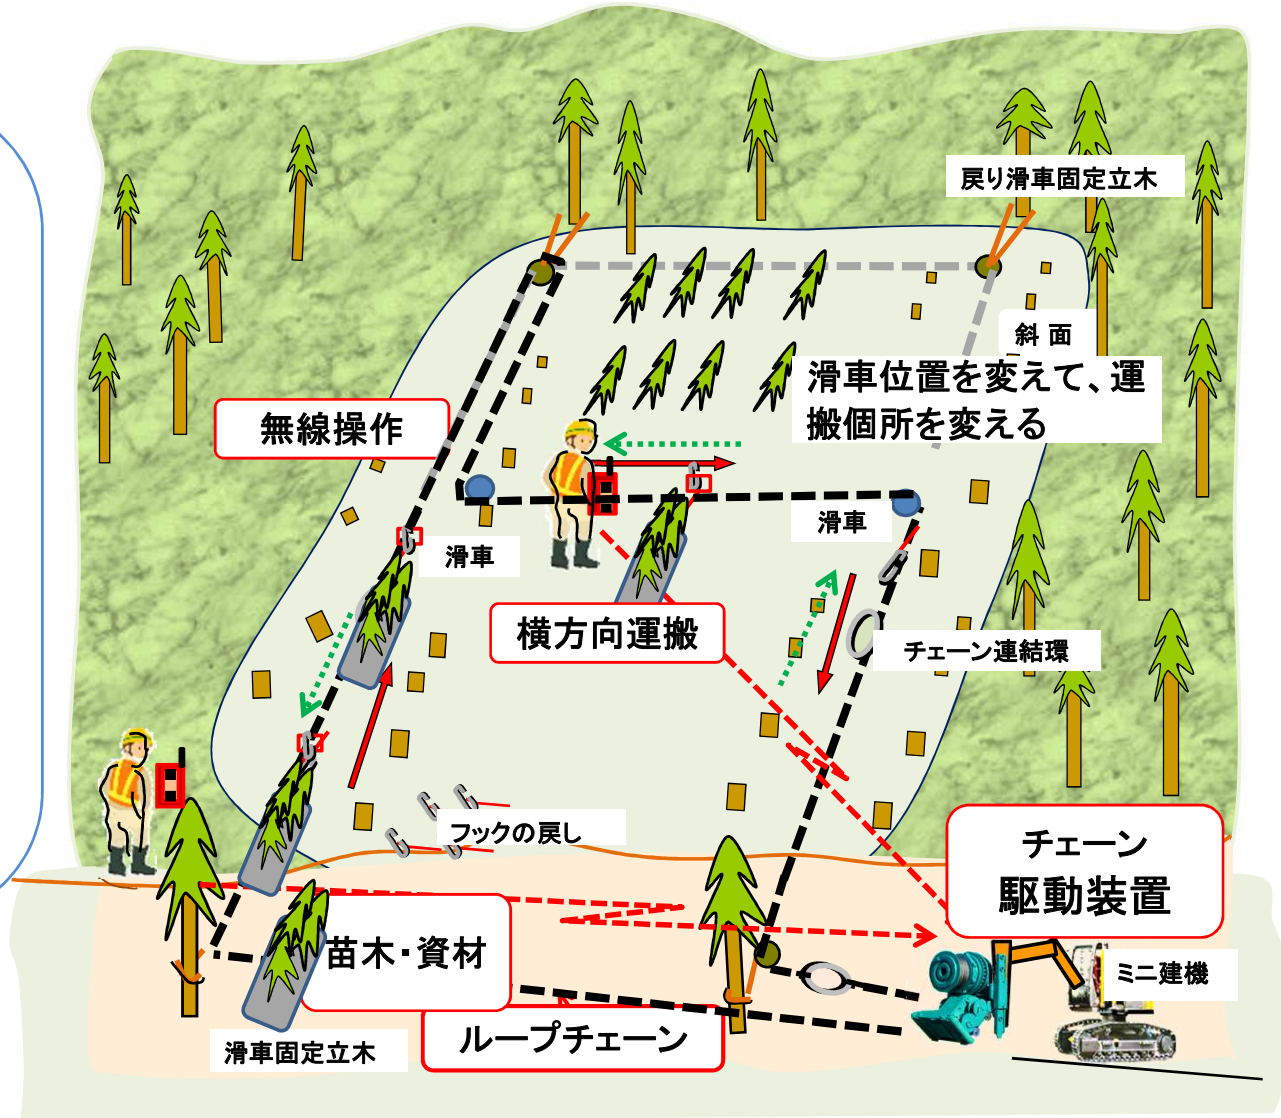 戻り滑車固定立木
斜 面
滑車位置を変えて、運
搬個所を変える
無線操作
滑車
滑車
横方向運搬
チェーン連結環
フックの戻し
チェーン
駆動装置
苗木・資材
ミニ建機
ループチェーン
滑車固定立木